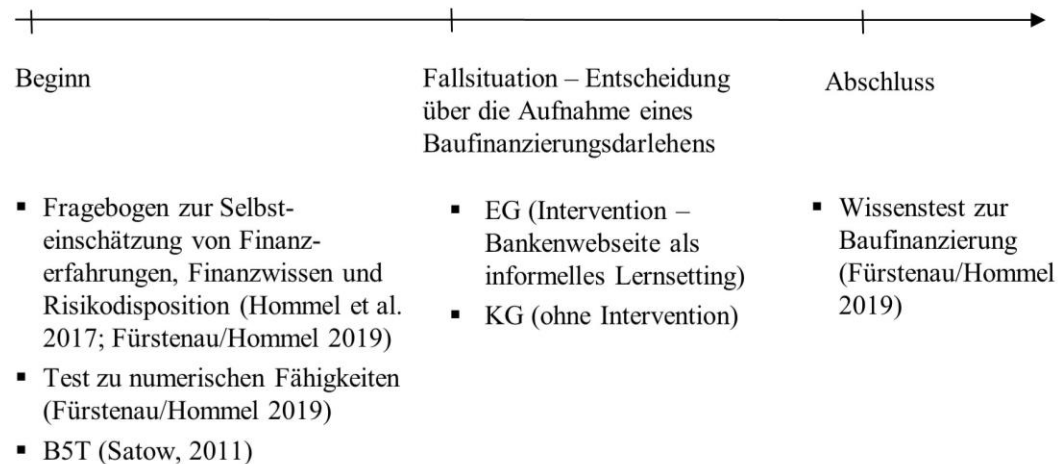 Beginn
Fallsituation – Entscheidung
über die Aufnahme eines
Baufinanzierungsdarlehens
Abschluss
▪ Fragebogen zur Selbst-
einschätzung von Finanz-
erfahrungen, Finanzwissen und
Risikodisposition (Hommel et al.
2017; Fürstenau/Hommel 2019)
▪ Test zu numerischen Fähigkeiten
(Fürstenau/Hommel 2019)
▪ B5T (Satow, 2011)
▪ EG (Intervention –
Bankenwebseite als
informelles Lernsetting)
▪ KG (ohne Intervention)
▪ Wissenstest zur
Baufinanzierung
(Fürstenau/Hommel
2019)